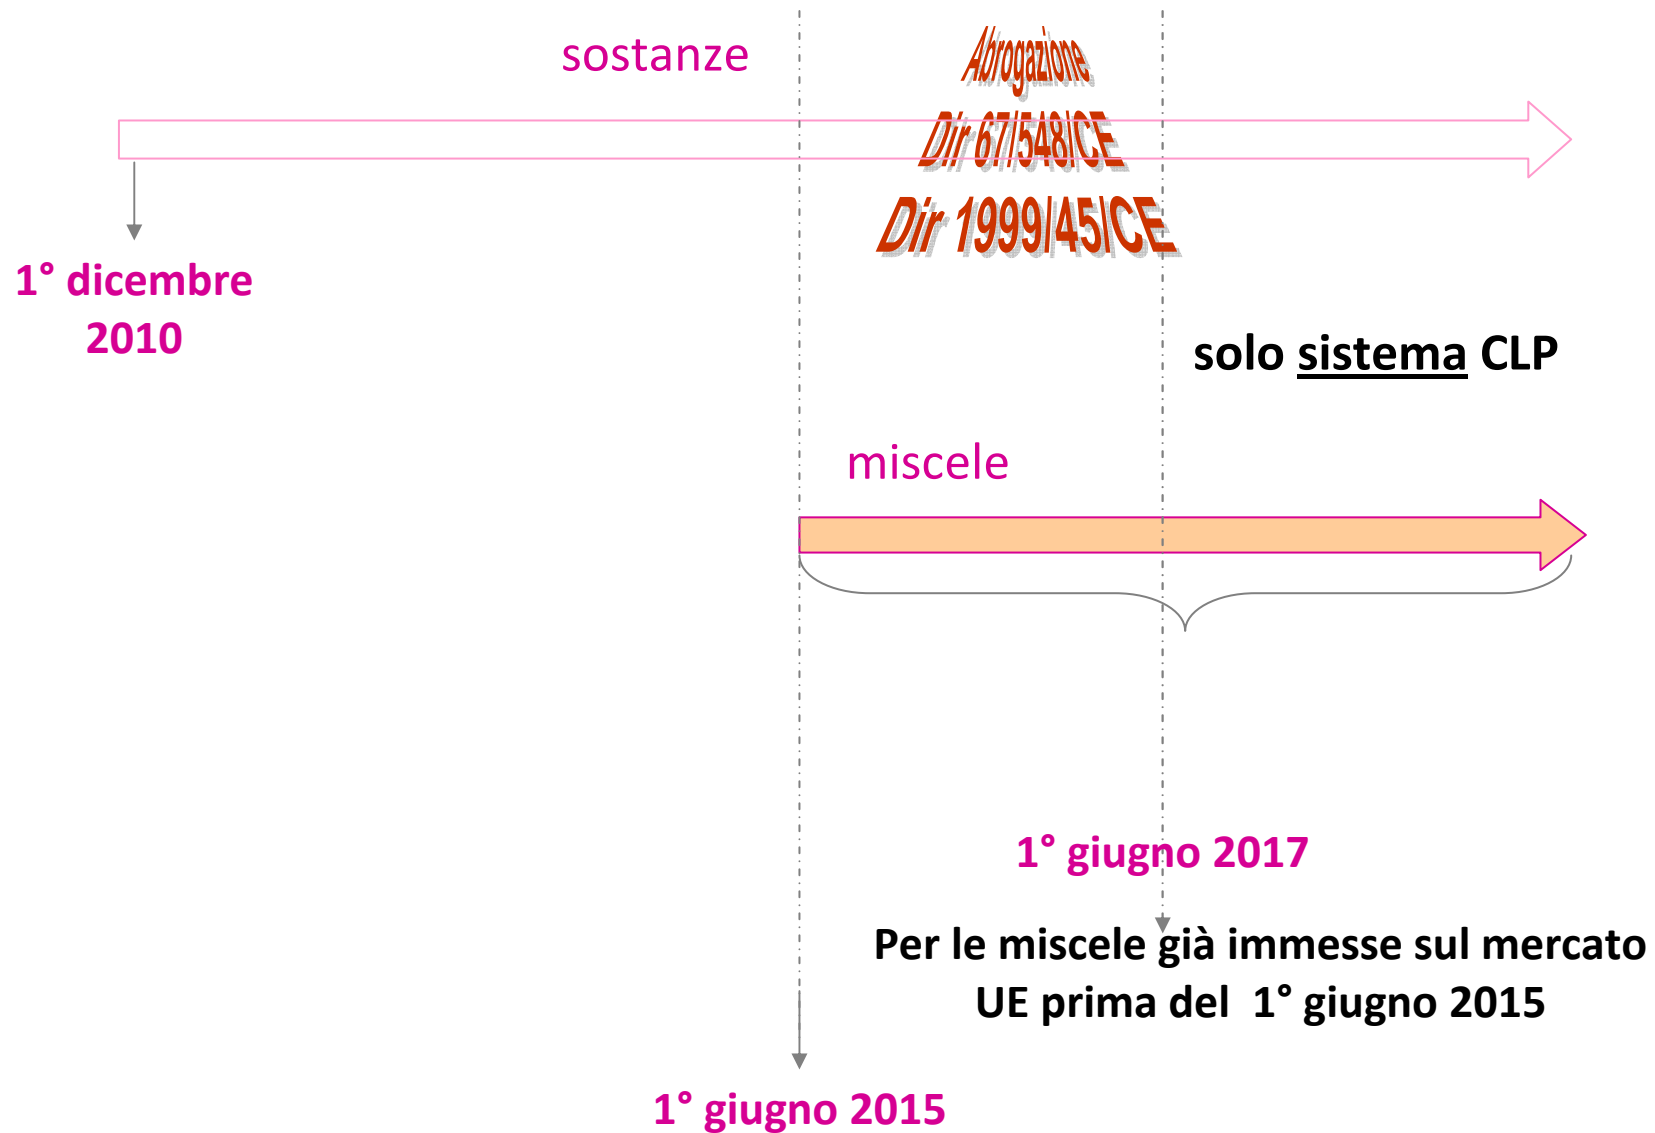 sostanze
Abrogazione
Dir 67/548/CE
Dir 1999/45/CE
1° dicembre
2010
solo sistema CLP
miscele
1° giugno 2017
Per le miscele già immesse sul mercato
UE prima del 1° giugno 2015
1° giugno 2015